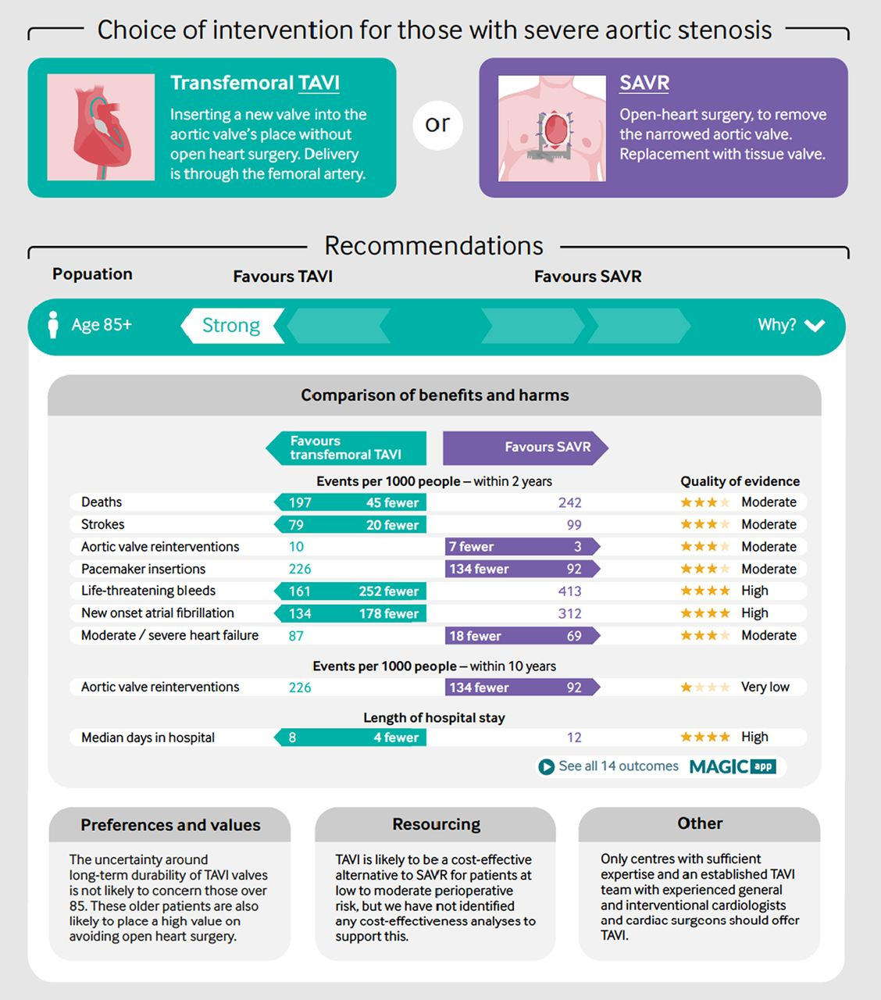 Choice of intervention for those with severe aortic stenosis
Transfemoral TAVI
Inserting a new valve into the
aortic valve's place without
open heart surgery. Delivery
is through the femoral artery.
or
SAVR
Open-heart surgery, to remove
the narrowed aortic valve.
Replacement with tissue valve.
Recommendations
Popuation
Favours TAVI
Favours SAVR
Age 85+
Strong
Why?
Comparison of benefits and harms
Favours
transfemoral TAVI
Favours SAVR
Events per 1000 people – within 2 years
Quality of evidence
Deaths 197 45 fewer 242 Moderate
Strokes 79 20 fewer 99 Moderate
Aortic valve reinterventions 10 7 fewer 3 Moderate
Pacemaker insertions 226 134 fewer 92 Moderate
Life-threatening bleeds 161 252 fewer 413 High
New onset atrial fibrillation 134 178 fewer 312 High
Moderate / severe heart failure 87 18 fewer 69 Moderate
Events per 1000 people – within 10 years
Aortic valve reinterventions 226 134 fewer 92 Very low
Length of hospital stay
Median days in hospital 8 4 fewer 12 High
See all 14 outcomes MAGIC app
Preferences and values
The uncertainty around
long-term durability of TAVI valves
is not likely to concern those over
85. These older patients are also
likely to place a high value on
avoiding open heart surgery.
Resourcing
TAVI is likely to be a cost-effective
alternative to SAVR for patients at
low to moderate perioperative
risk, but we have not identified
any cost-effectiveness analyses to
support this.
Other
Only centres with sufficient
expertise and an established TAVI
team with experienced general
and interventional cardiologists
and cardiac surgeons should offer
TAVI.